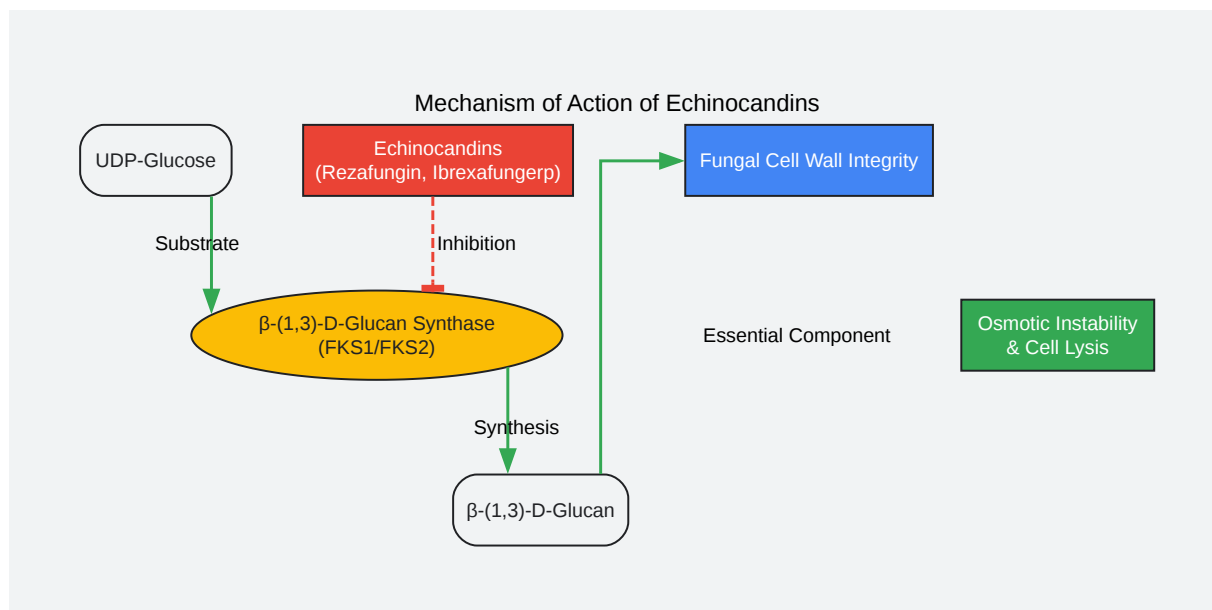 Mechanism of Action of Echinocandins
UDP-Glucose
Echinocandins
(Rezafungin, Ibrexafungerp)
Fungal Cell Wall Integrity
Substrate
Inhibition
β-(1,3)-D-Glucan Synthase
(FKS1/FKS2)
Essential Component
Osmotic Instability
& Cell Lysis
Synthesis
β-(1,3)-D-Glucan